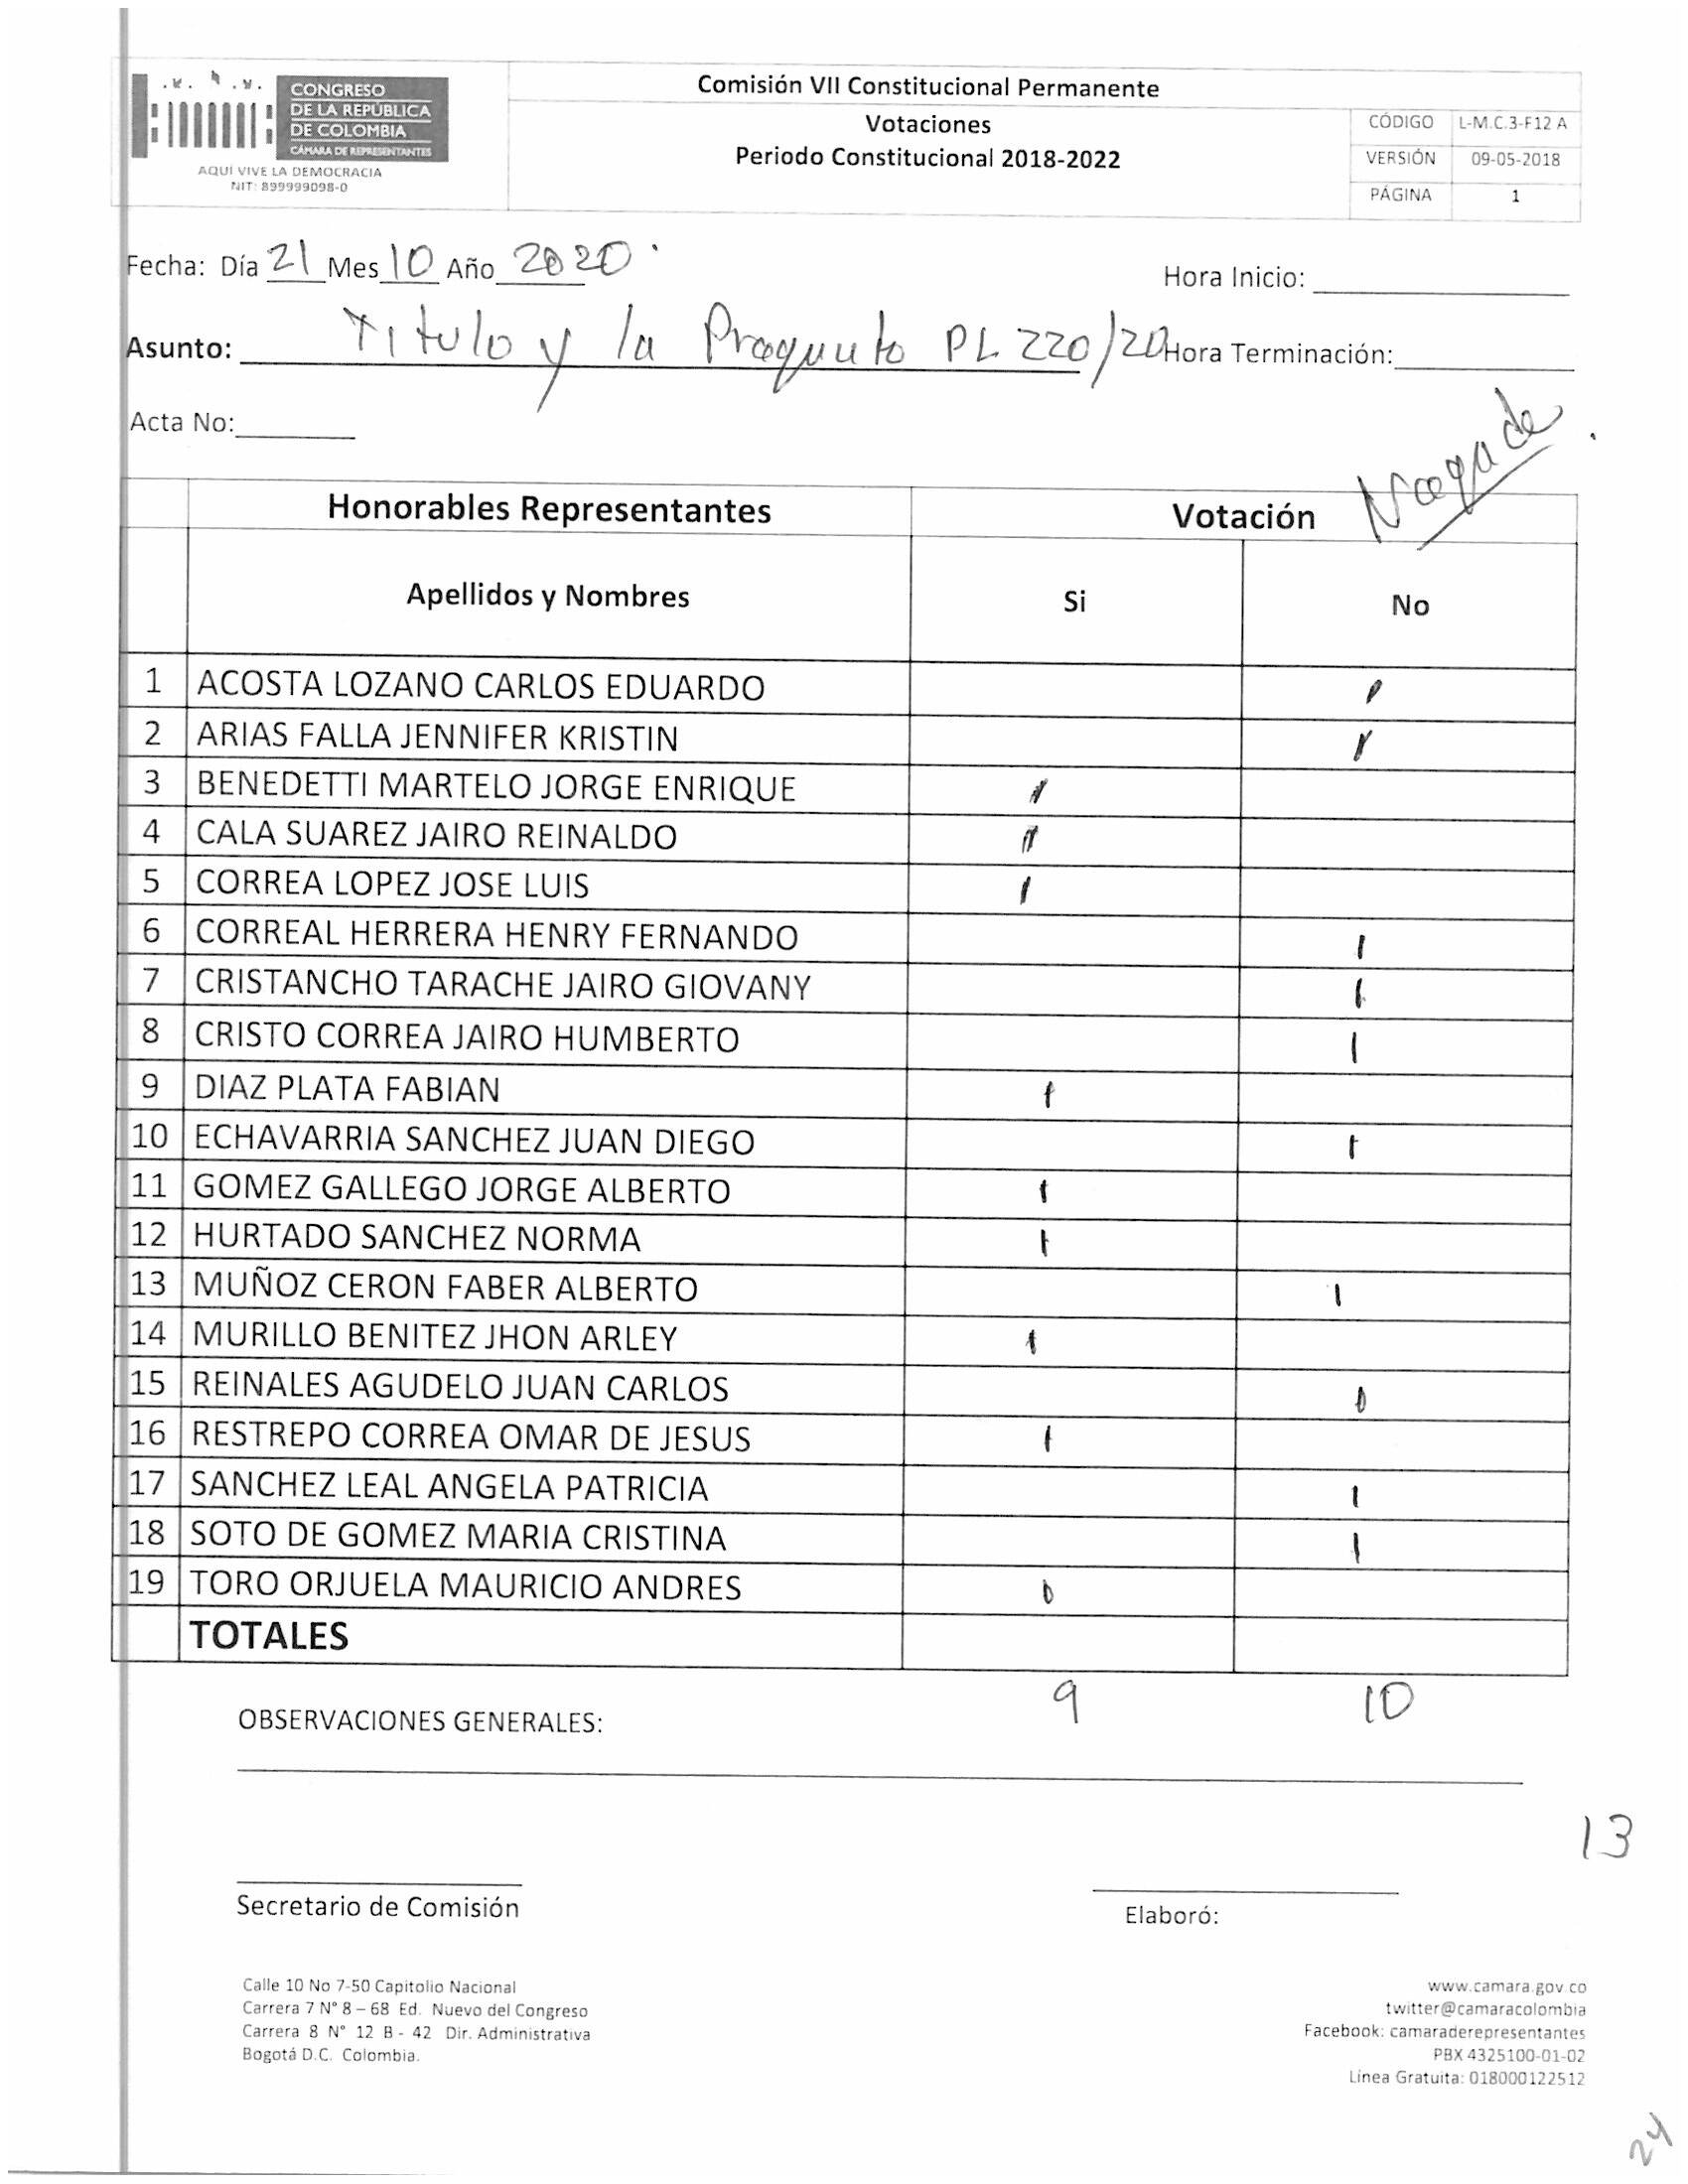 CONGRESO
DE LA REPÚBLICA
DE COLOMBIA
CÁMARA DE REPRESENTANTES
AQUÍ VIVE LA DEMOCRACIA
NIT: 899999098-0
Comisión VII Constitucional Permanente
Votaciones
Periodo Constitucional 2018-2022
CÓDIGO L-M.C.3-F12 A
VERSIÓN 09-05-2018
PÁGINA 1
Fecha: Día 21 Mes 10 Año 2020
Hora Inicio:
Asunto: Titulo y la Pregunta PL 220/20 Hora Terminación:
Acta No:
Negado
Honorables Representantes Votación
Apellidos y Nombres Si No
1 ACOSTA LOZANO CARLOS EDUARDO
2 ARIAS FALLA JENNIFER KRISTIN
3 BENEDETTI MARTELO JORGE ENRIQUE
4 CALA SUAREZ JAIRO REINALDO
5 CORREA LOPEZ JOSE LUIS
6 CORREAL HERRERA HENRY FERNANDO
7 CRISTANCHO TARACHE JAIRO GIOVANY
8 CRISTO CORREA JAIRO HUMBERTO
9 DIAZ PLATA FABIAN
10 ECHAVARRIA SANCHEZ JUAN DIEGO
11 GOMEZ GALLEGO JORGE ALBERTO
12 HURTADO SANCHEZ NORMA
13 MUÑOZ CERON FABER ALBERTO
14 MURILLO BENITEZ JHON ARLEY
15 REINALES AGUDELO JUAN CARLOS
16 RESTREPO CORREA OMAR DE JESUS
17 SANCHEZ LEAL ANGELA PATRICIA
18 SOTO DE GOMEZ MARIA CRISTINA
19 TORO ORJUELA MAURICIO ANDRES
TOTALES
9 10
OBSERVACIONES GENERALES:
13
Secretario de Comisión
Elaboró:
Calle 10 No 7-50 Capitolio Nacional
Carrera 7 N° 8 – 68 Ed. Nuevo del Congreso
Carrera 8 N° 12 B - 42 Dir. Administrativa
Bogotá D.C. Colombia.
www.camara.gov.co
twitter@camaracolombia
Facebook: camaraderepresentantes
PBX 4325100-01-02
Línea Gratuita: 018000122512
24